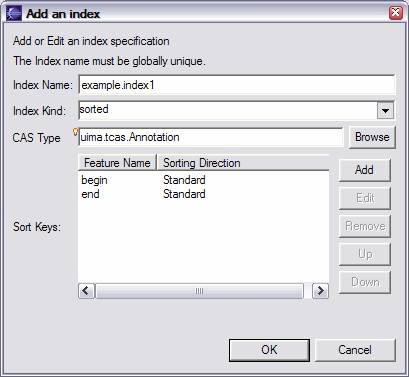 Add an index
Add or Edit an index specification
The Index name must be globally unique.
Index Name: example.index1
Index Kind: sorted
CAS Type uima.tcas.Annotation Browse
Feature Name Sorting Direction Add
begin Standard
end Standard Edit
Sort Keys: Remove
Up
Down
OK Cancel